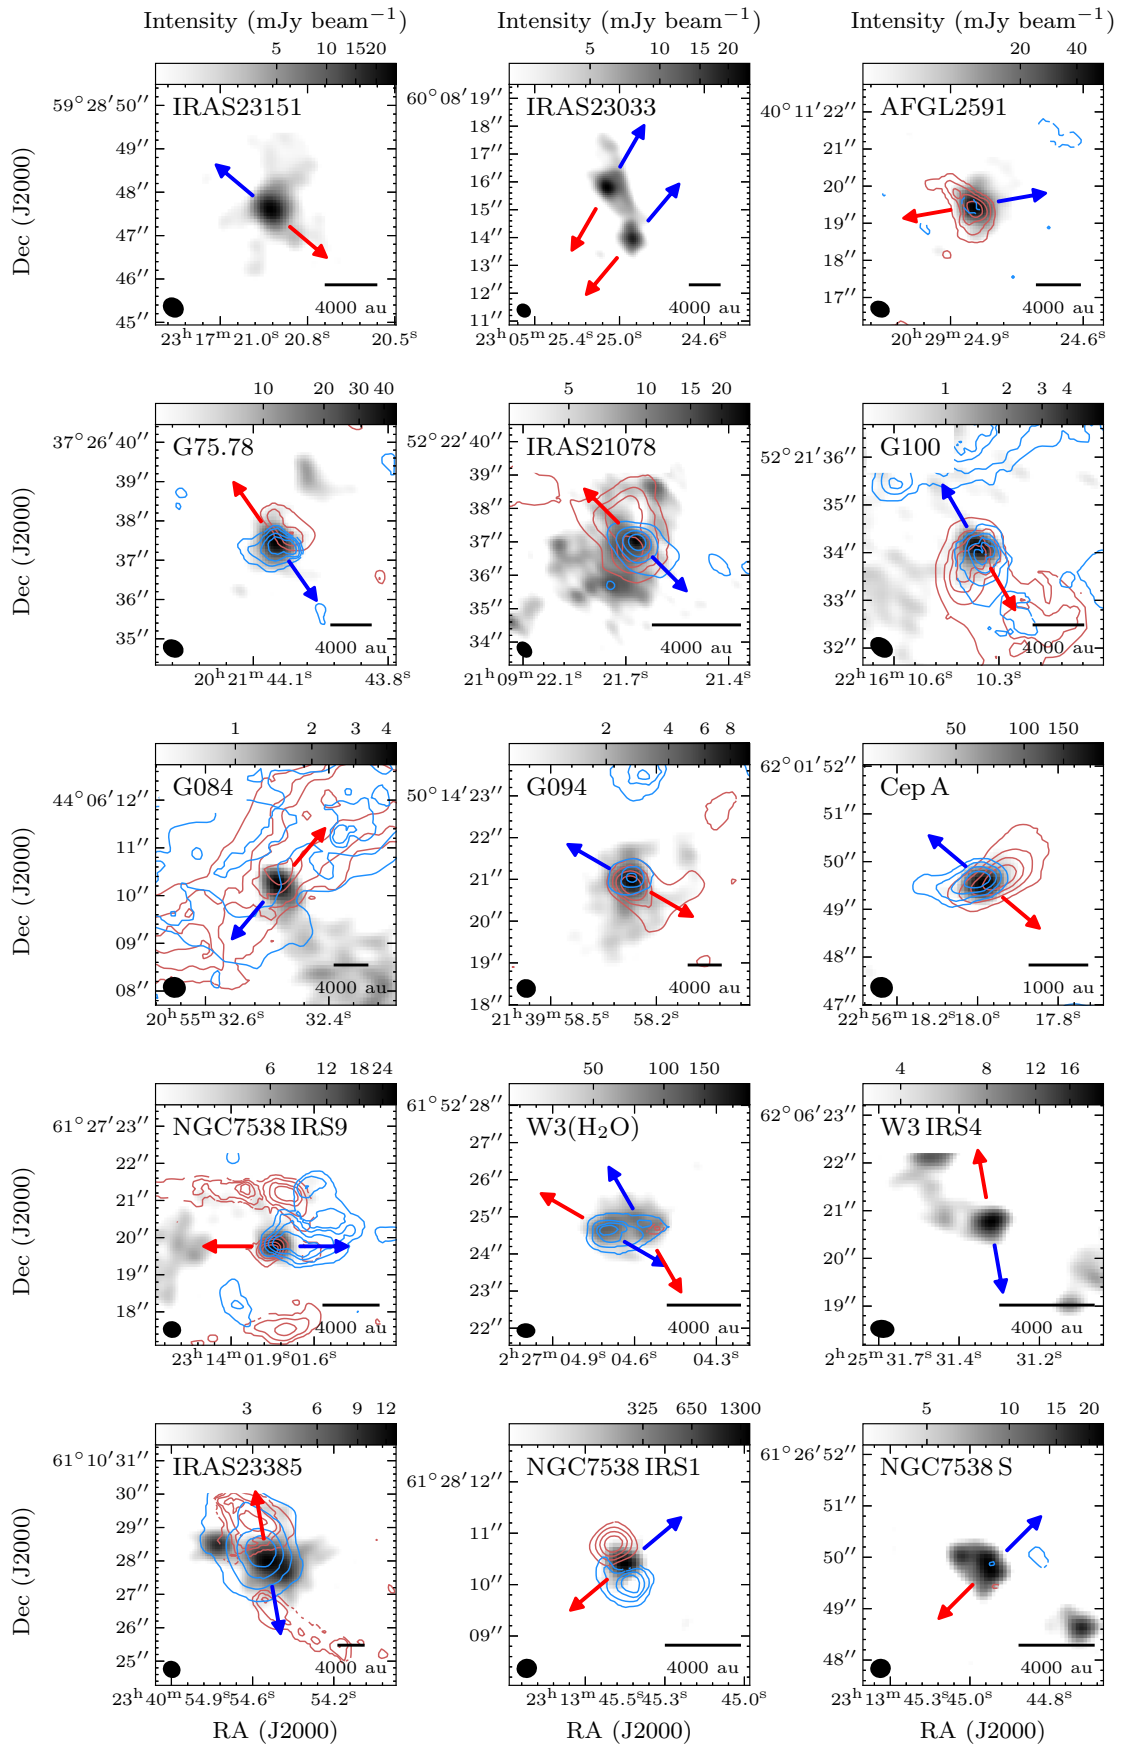 Intensity (mJy beam⁻¹) Intensity (mJy beam⁻¹) Intensity (mJy beam⁻¹)
5 10 15 20 5 10 15 20 20 40
IRAS23151 IRAS23033 AFGL2591
59°28′50″ 49″ 48″ 47″ 46″ 45″
60°08′19″ 18″ 17″ 16″ 15″ 14″ 13″ 12″ 11″
40°11′22″ 21″ 20″ 19″ 18″ 17″
Dec (J2000)
4000 au 4000 au 4000 au
23ʰ17ᵐ21.0ˢ 20.8ˢ 20.5ˢ 23ʰ05ᵐ25.4ˢ 25.0ˢ 24.6ˢ 20ʰ29ᵐ24.9ˢ 24.6ˢ
10 20 30 40 5 10 15 20 1 2 3 4
G75.78 IRAS21078 G100
37°26′40″ 39″ 38″ 37″ 36″ 35″
52°22′40″ 39″ 38″ 37″ 36″ 35″ 34″
52°21′36″ 35″ 34″ 33″ 32″
Dec (J2000)
4000 au 4000 au 4000 au
20ʰ21ᵐ44.1ˢ 43.8ˢ 21ʰ09ᵐ22.1ˢ 21.7ˢ 21.4ˢ 22ʰ16ᵐ10.6ˢ 10.3ˢ
1 2 3 4 2 4 6 8 50 100 150
G084 G094 Cep A
44°06′12″ 11″ 10″ 09″ 08″
50°14′23″ 22″ 21″ 20″ 19″ 18″
62°01′52″ 51″ 50″ 49″ 48″ 47″
Dec (J2000)
4000 au 4000 au 1000 au
20ʰ55ᵐ32.6ˢ 32.4ˢ 21ʰ39ᵐ58.5ˢ 58.2ˢ 22ʰ56ᵐ18.2ˢ 18.0ˢ 17.8ˢ
6 12 18 24 50 100 150 4 8 12 16
NGC7538 IRS9 W3(H₂O) W3 IRS4
61°27′23″ 22″ 21″ 20″ 19″ 18″
61°52′28″ 27″ 26″ 25″ 24″ 23″ 22″
62°06′23″ 22″ 21″ 20″ 19″
Dec (J2000)
4000 au 4000 au 4000 au
23ʰ14ᵐ01.9ˢ 01.6ˢ 2ʰ27ᵐ04.9ˢ 04.6ˢ 04.3ˢ 2ʰ25ᵐ31.7ˢ 31.4ˢ 31.2ˢ
3 6 9 12 325 650 1300 5 10 15 20
IRAS23385 NGC7538 IRS1 NGC7538 S
61°10′31″ 30″ 29″ 28″ 27″ 26″ 25″
61°28′12″ 11″ 10″ 09″
61°26′52″ 51″ 50″ 49″ 48″
Dec (J2000)
4000 au 4000 au 4000 au
23ʰ40ᵐ54.9ˢ 54.6ˢ 54.2ˢ 23ʰ13ᵐ45.5ˢ 45.3ˢ 45.0ˢ 23ʰ13ᵐ45.3ˢ 45.0ˢ 44.8ˢ
RA (J2000) RA (J2000) RA (J2000)